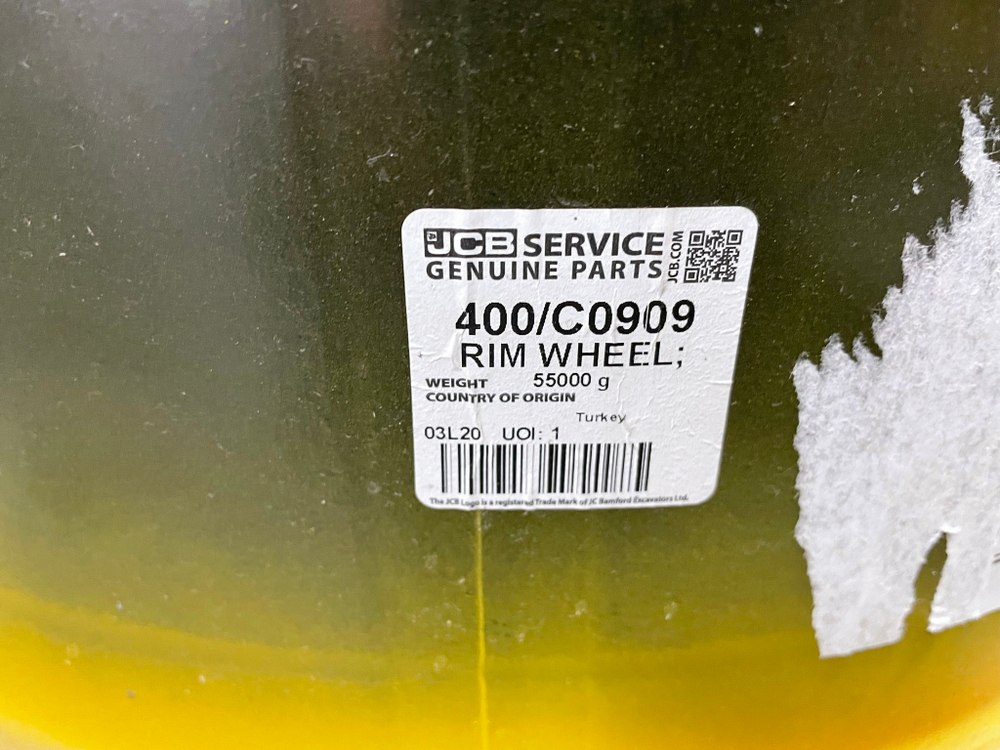 JCB SERVICE
GENUINE PARTS
JCB.COM
400/C0909
RIM WHEEL;
WEIGHT 55000 g
COUNTRY OF ORIGIN
Turkey
03L20 UOI: 1
The JCB Logo is a registered Trade Mark of JC Bamford Excavators Ltd.